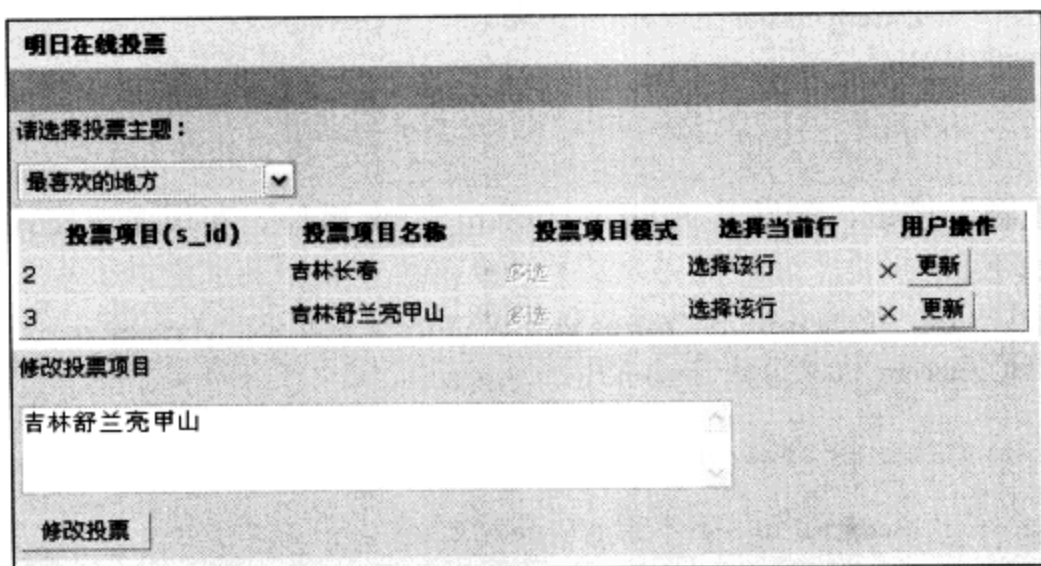 明日在线投票
请选择投票主题：
最喜欢的地方
投票项目(s_id) 投票项目名称 投票项目模式 选择当前行 用户操作
2 吉林长春 多选 选择该行 × 更新
3 吉林舒兰亮甲山 多选 选择该行 × 更新
修改投票项目
吉林舒兰亮甲山
修改投票